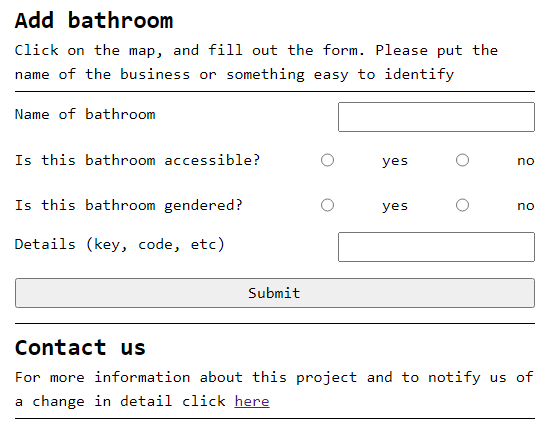 Add bathroom
Click on the map, and fill out the form. Please put the
name of the business or something easy to identify
Name of bathroom
Is this bathroom accessible? yes no
Is this bathroom gendered? yes no
Details (key, code, etc)
Submit
Contact us
For more information about this project and to notify us of
a change in detail click here